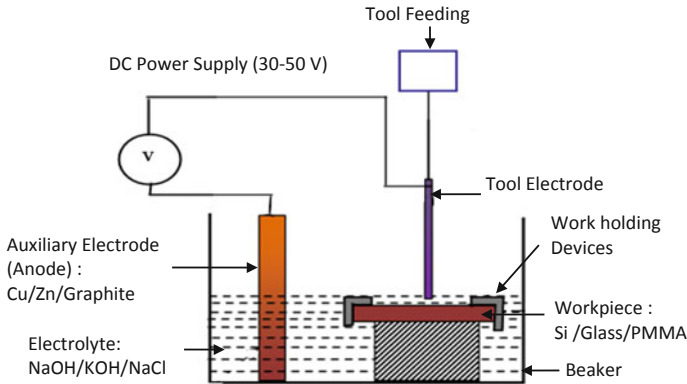 Tool Feeding
DC Power Supply (30-50 V)
V
Tool Electrode
Work holding
Devices
Auxiliary Electrode
(Anode) :
Cu/Zn/Graphite
Workpiece :
Si /Glass/PMMA
Electrolyte:
NaOH/KOH/NaCl
Beaker